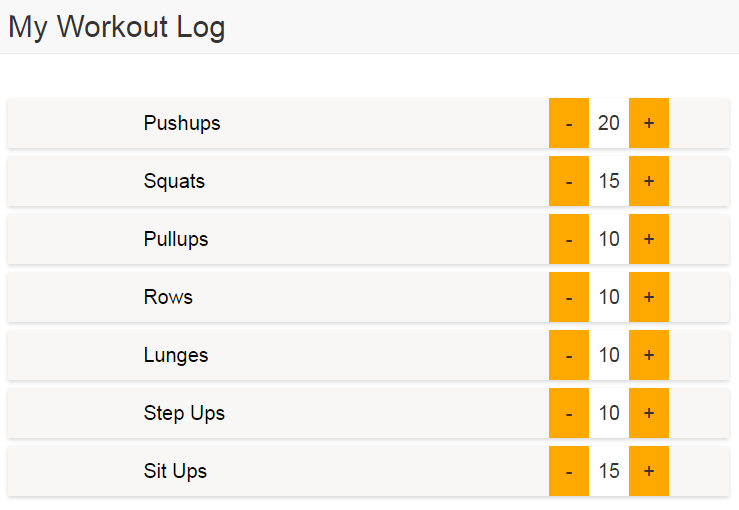 My Workout Log
Pushups - 20 +
Squats - 15 +
Pullups - 10 +
Rows - 10 +
Lunges - 10 +
Step Ups - 10 +
Sit Ups - 15 +